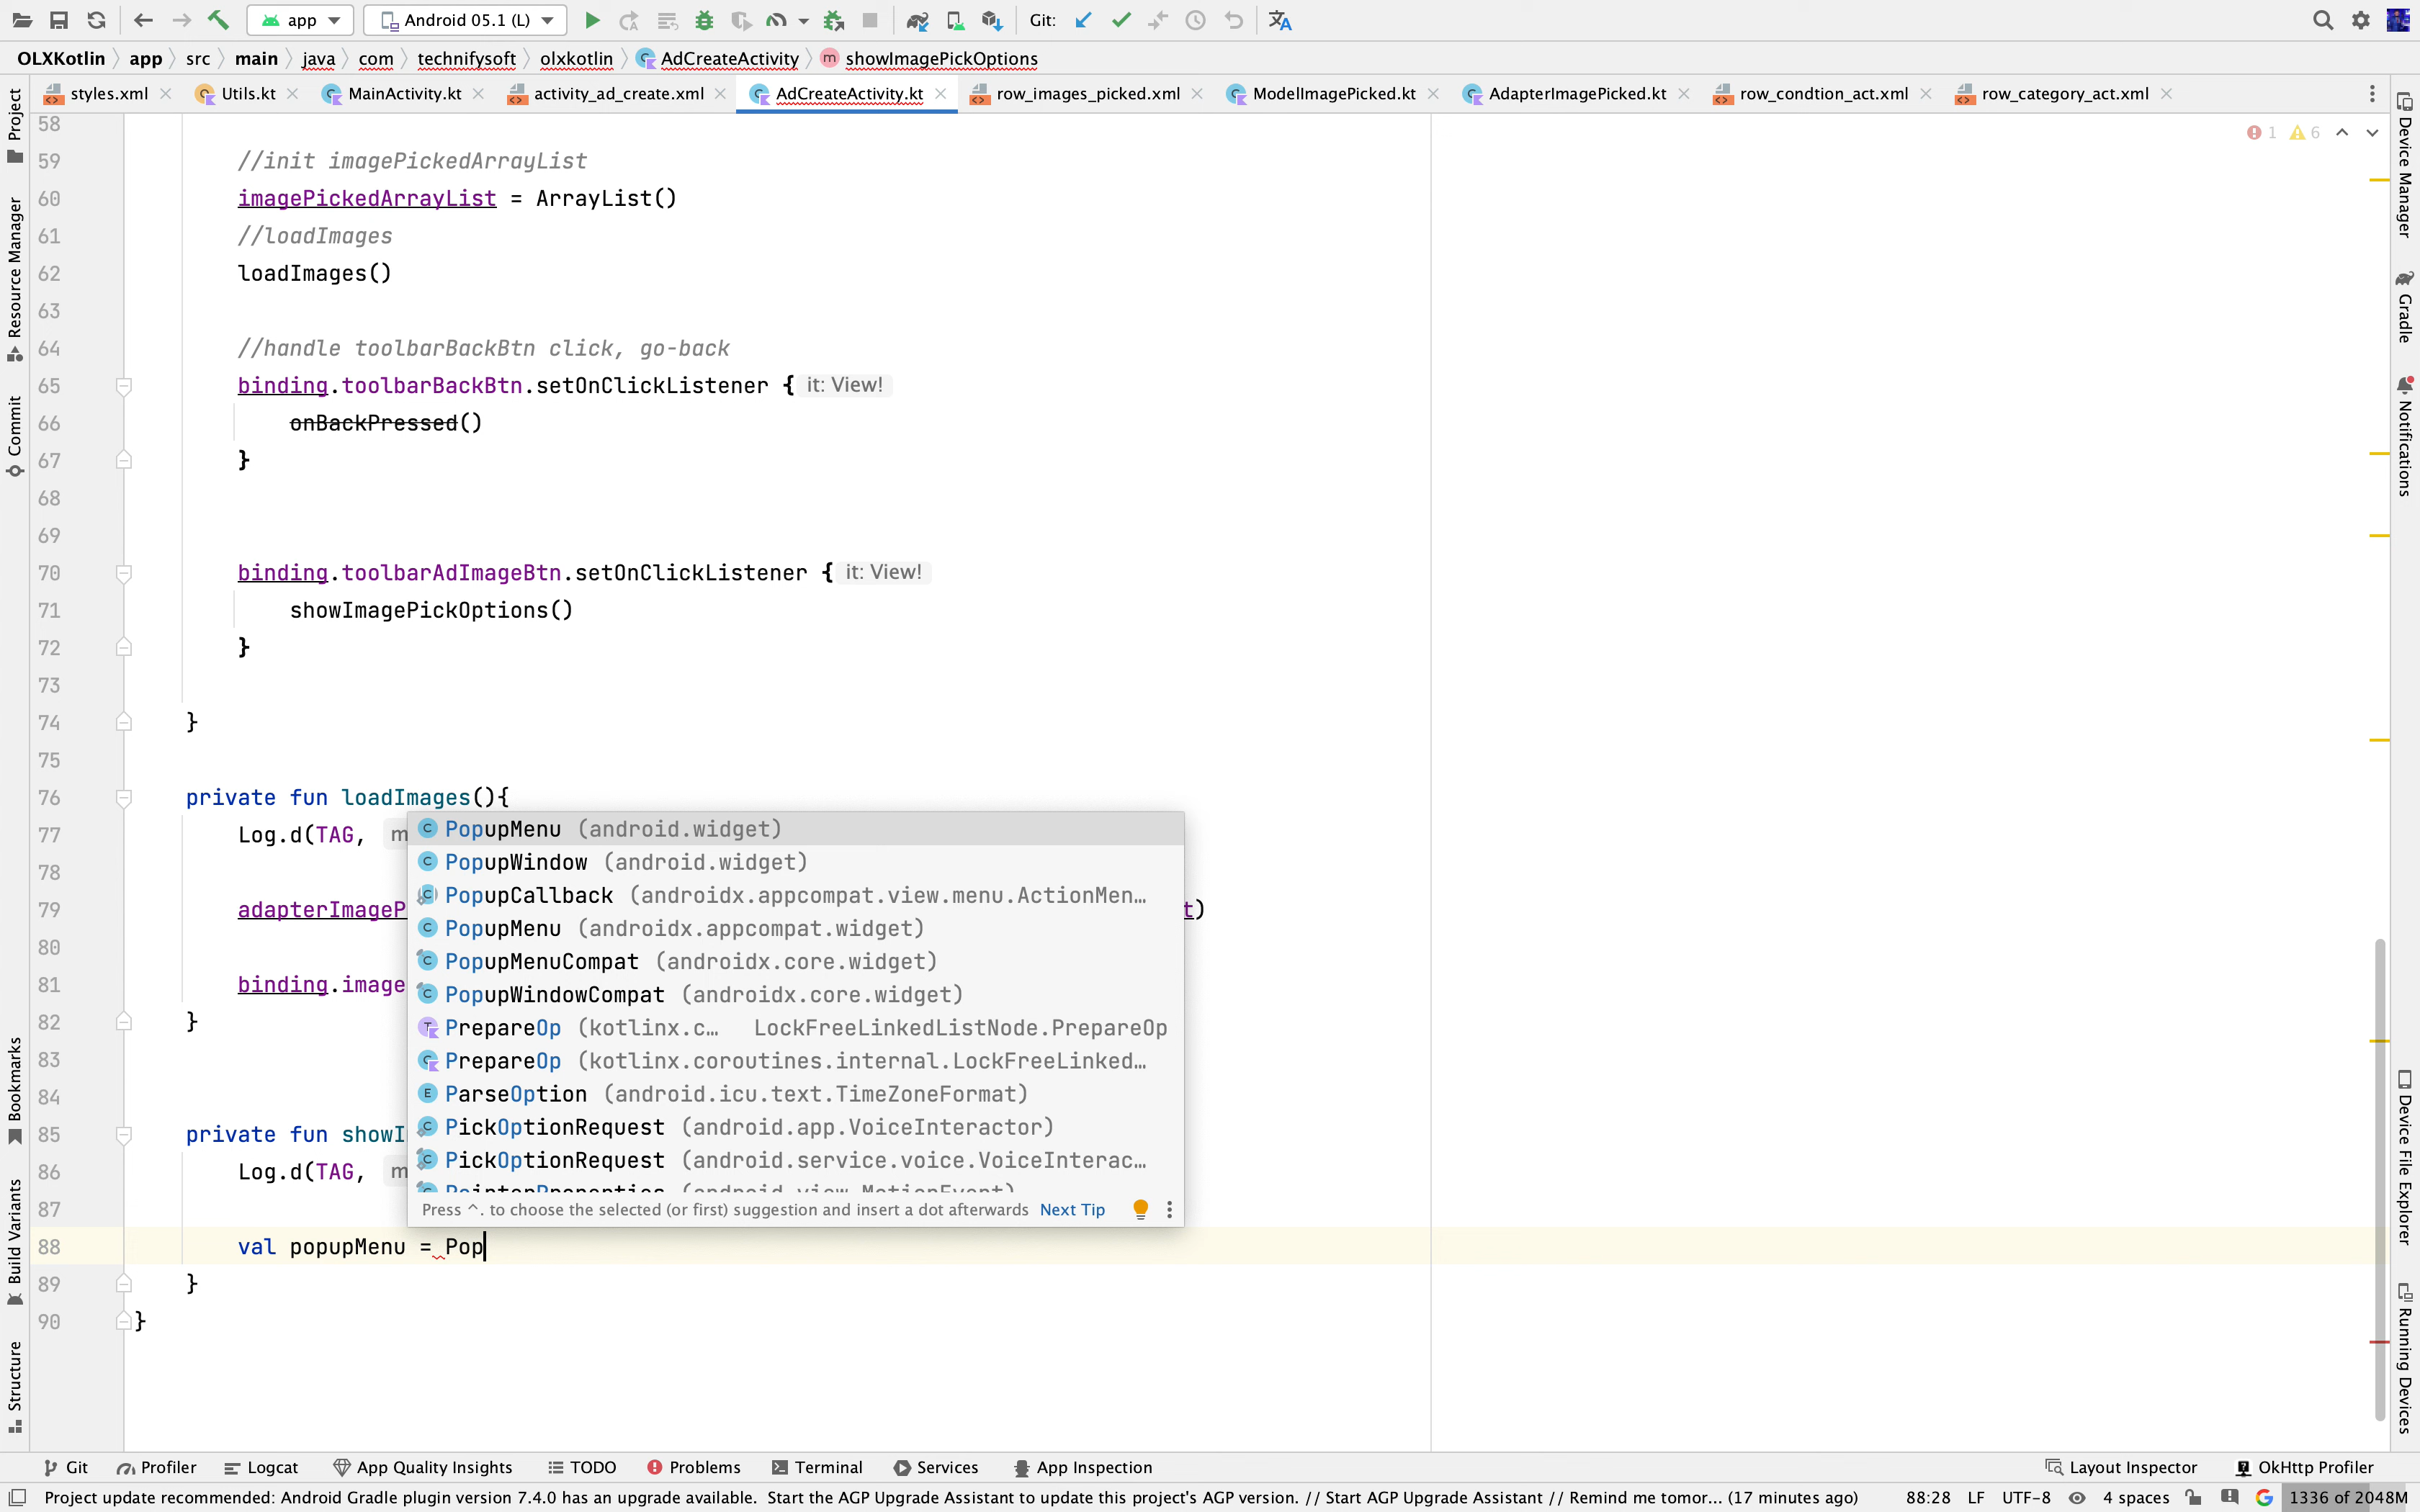 app
Android 05.1 (L)
Git:
OLXKotlin
app
src
main
java
com
technifysoft
olxkotlin
AdCreateActivity
m showImagePickOptions
styles.xml
Utils.kt
MainActivity.kt
activity_ad_create.xml
AdCreateActivity.kt
row_images_picked.xml
ModelImagePicked.kt
AdapterImagePicked.kt
row_condtion_act.xml
row_category_act.xml
Project
Resource Manager
Commit
Bookmarks
Build Variants
Structure
1 6
58
59 //init imagePickedArrayList
60 imagePickedArrayList = ArrayList()
61 //loadImages
62 loadImages()
63
64 //handle toolbarBackBtn click, go-back
65 binding.toolbarBackBtn.setOnClickListener { it: View!
66 onBackPressed()
67 }
68
69
70 binding.toolbarAdImageBtn.setOnClickListener { it: View!
71 showImagePickOptions()
72 }
73
74 }
75
76 private fun loadImages(){
77 Log.d(TAG, m
78
79 adapterImageP t)
80
81 binding.image
82 }
83
84
85 private fun showI
86 Log.d(TAG, m
87
88 val popupMenu = Pop
89 }
90 }
PopupMenu (android.widget)
PopupWindow (android.widget)
PopupCallback (androidx.appcompat.view.menu.ActionMen...
PopupMenu (androidx.appcompat.widget)
PopupMenuCompat (androidx.core.widget)
PopupWindowCompat (androidx.core.widget)
PrepareOp (kotlinx.c... LockFreeLinkedListNode.PrepareOp
PrepareOp (kotlinx.coroutines.internal.LockFreeLinked...
ParseOption (android.icu.text.TimeZoneFormat)
PickOptionRequest (android.app.VoiceInteractor)
PickOptionRequest (android.service.voice.VoiceInterac...
PointerProperties (android.view.MotionEvent)
Press ^. to choose the selected (or first) suggestion and insert a dot afterwards Next Tip
Device Manager
Gradle
Notifications
Device File Explorer
Running Devices
Git
Profiler
Logcat
App Quality Insights
TODO
Problems
Terminal
Services
App Inspection
Layout Inspector
OkHttp Profiler
Project update recommended: Android Gradle plugin version 7.4.0 has an upgrade available. Start the AGP Upgrade Assistant to update this project's AGP version. // Start AGP Upgrade Assistant // Remind me tomor... (17 minutes ago)
88:28 LF UTF-8 4 spaces 1336 of 2048M